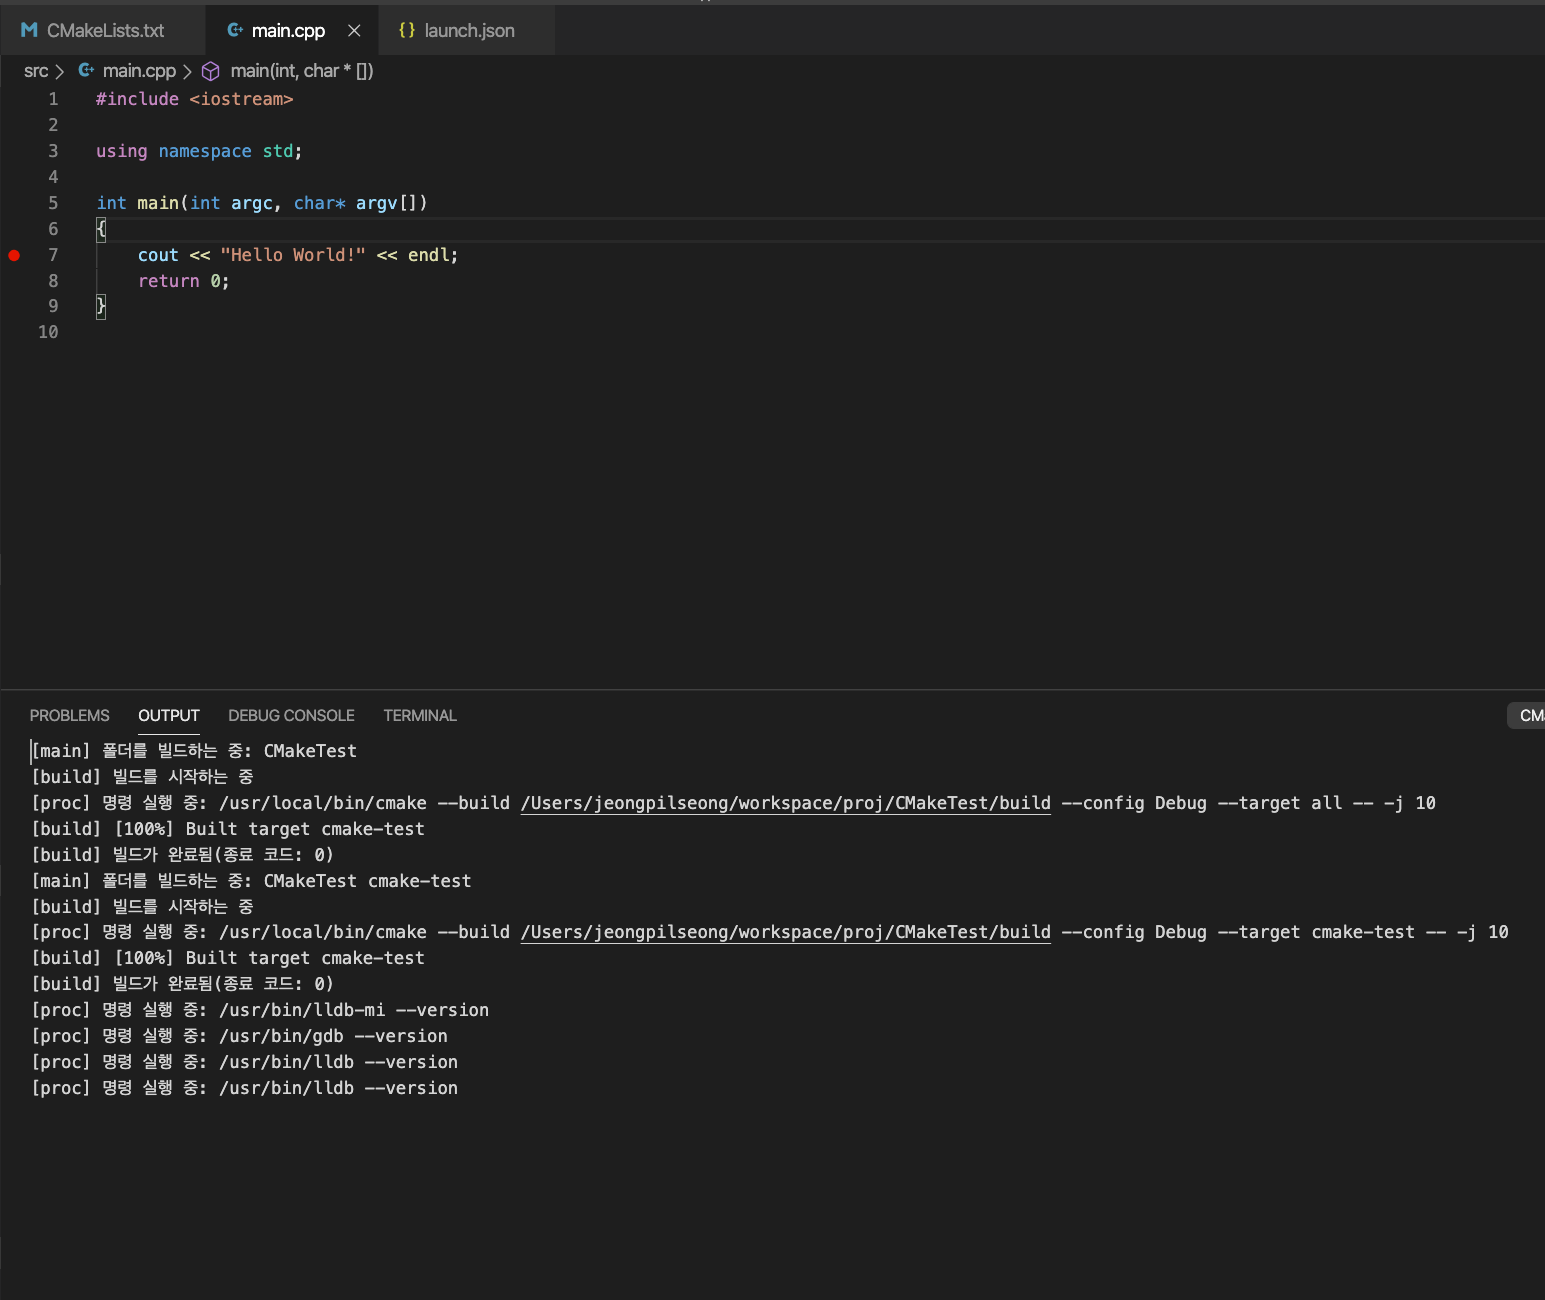 CMakeLists.txt
main.cpp
{} launch.json
src > main.cpp > main(int, char * [])
1 #include <iostream>
2
3 using namespace std;
4
5 int main(int argc, char* argv[])
6 {
7 cout << "Hello World!" << endl;
8 return 0;
9 }
10
PROBLEMS OUTPUT DEBUG CONSOLE TERMINAL
[main] 폴더를 빌드하는 중: CMakeTest
[build] 빌드를 시작하는 중
[proc] 명령 실행 중: /usr/local/bin/cmake --build /Users/jeongpilseong/workspace/proj/CMakeTest/build --config Debug --target all -- -j 10
[build] [100%] Built target cmake-test
[build] 빌드가 완료됨(종료 코드: 0)
[main] 폴더를 빌드하는 중: CMakeTest cmake-test
[build] 빌드를 시작하는 중
[proc] 명령 실행 중: /usr/local/bin/cmake --build /Users/jeongpilseong/workspace/proj/CMakeTest/build --config Debug --target cmake-test -- -j 10
[build] [100%] Built target cmake-test
[build] 빌드가 완료됨(종료 코드: 0)
[proc] 명령 실행 중: /usr/bin/lldb-mi --version
[proc] 명령 실행 중: /usr/bin/gdb --version
[proc] 명령 실행 중: /usr/bin/lldb --version
[proc] 명령 실행 중: /usr/bin/lldb --version